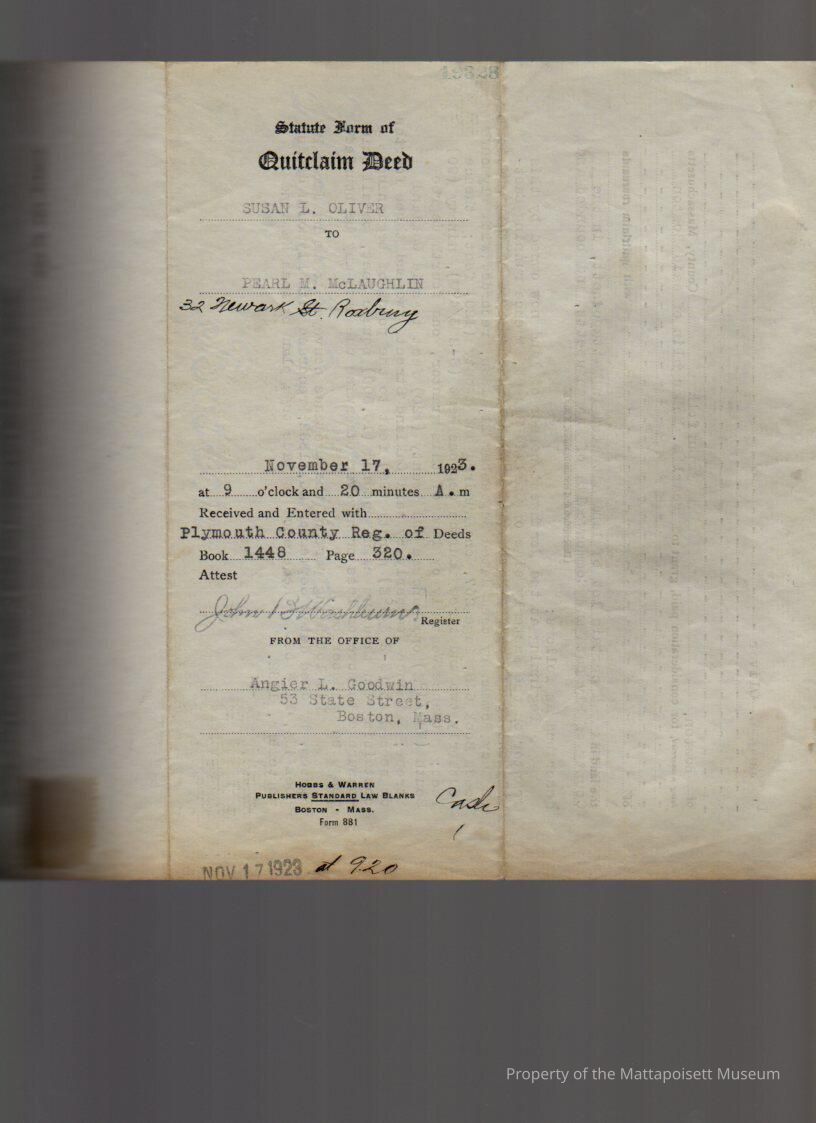 19328
Statute Form of
Quitclaim Deed
SUSAN L. OLIVER
TO
PEARL M. McLAUGHLIN
32 Newark St. Roxbury
November 17, 1923.
at 9 o'clock and 20 minutes A.m
Received and Entered with
Plymouth County Reg. of Deeds
Book 1448 Page 320.
Attest
John B Washburn
Register
FROM THE OFFICE OF
Angier L. Goodwin
53 State Street,
Boston, Mass.
HOBBS & WARREN
PUBLISHERS STANDARD LAW BLANKS
BOSTON - MASS.
Form 881
Cash
NOV 17 1923 at 9.20
Property of the Mattapoisett Museum